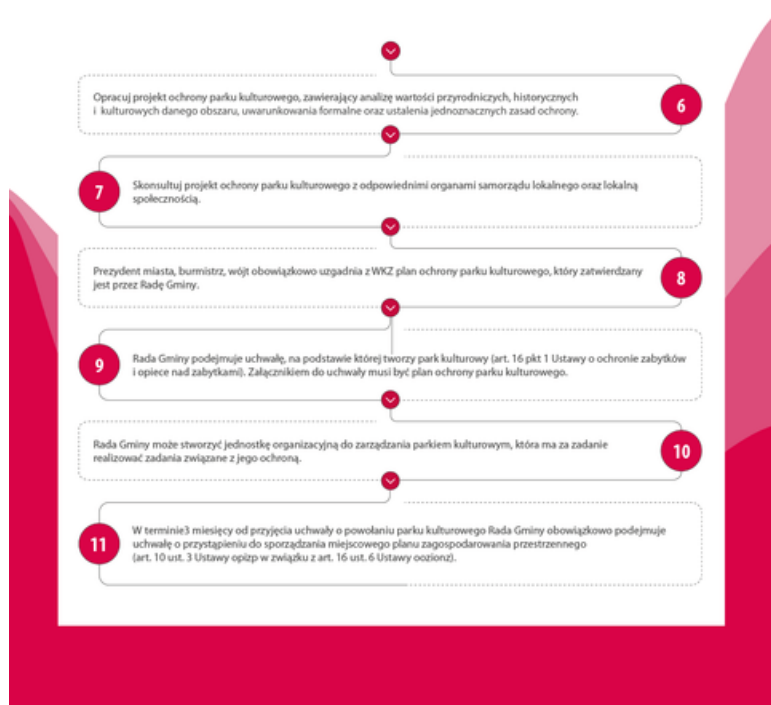 Opracuj projekt ochrony parku kulturowego, zawierający analizę wartości przyrodniczych, historycznych
i kulturowych danego obszaru, uwarunkowania formalne oraz ustalenia jednoznacznych zasad ochrony.
6
7
Skonsultuj projekt ochrony parku kulturowego z odpowiednimi organami samorządu lokalnego oraz lokalną
społecznością.
Prezydent miasta, burmistrz, wójt obowiązkowo uzgadnia z WKZ plan ochrony parku kulturowego, który zatwierdzany
jest przez Radę Gminy.
8
9
Rada Gminy podejmuje uchwałę, na podstawie której tworzy park kulturowy (art. 16 pkt 1 Ustawy o ochronie zabytków
i opiece nad zabytkami). Załącznikiem do uchwały musi być plan ochrony parku kulturowego.
Rada Gminy może stworzyć jednostkę organizacyjną do zarządzania parkiem kulturowym, która ma za zadanie
realizować zadania związane z jego ochroną.
10
11
W terminie3 miesięcy od przyjęcia uchwały o powołaniu parku kulturowego Rada Gminy obowiązkowo podejmuje
uchwałę o przystąpieniu do sporządzania miejscowego planu zagospodarowania przestrzennego
(art. 10 ust. 3 Ustawy opizp w związku z art. 16 ust. 6 Ustawy oozionz).